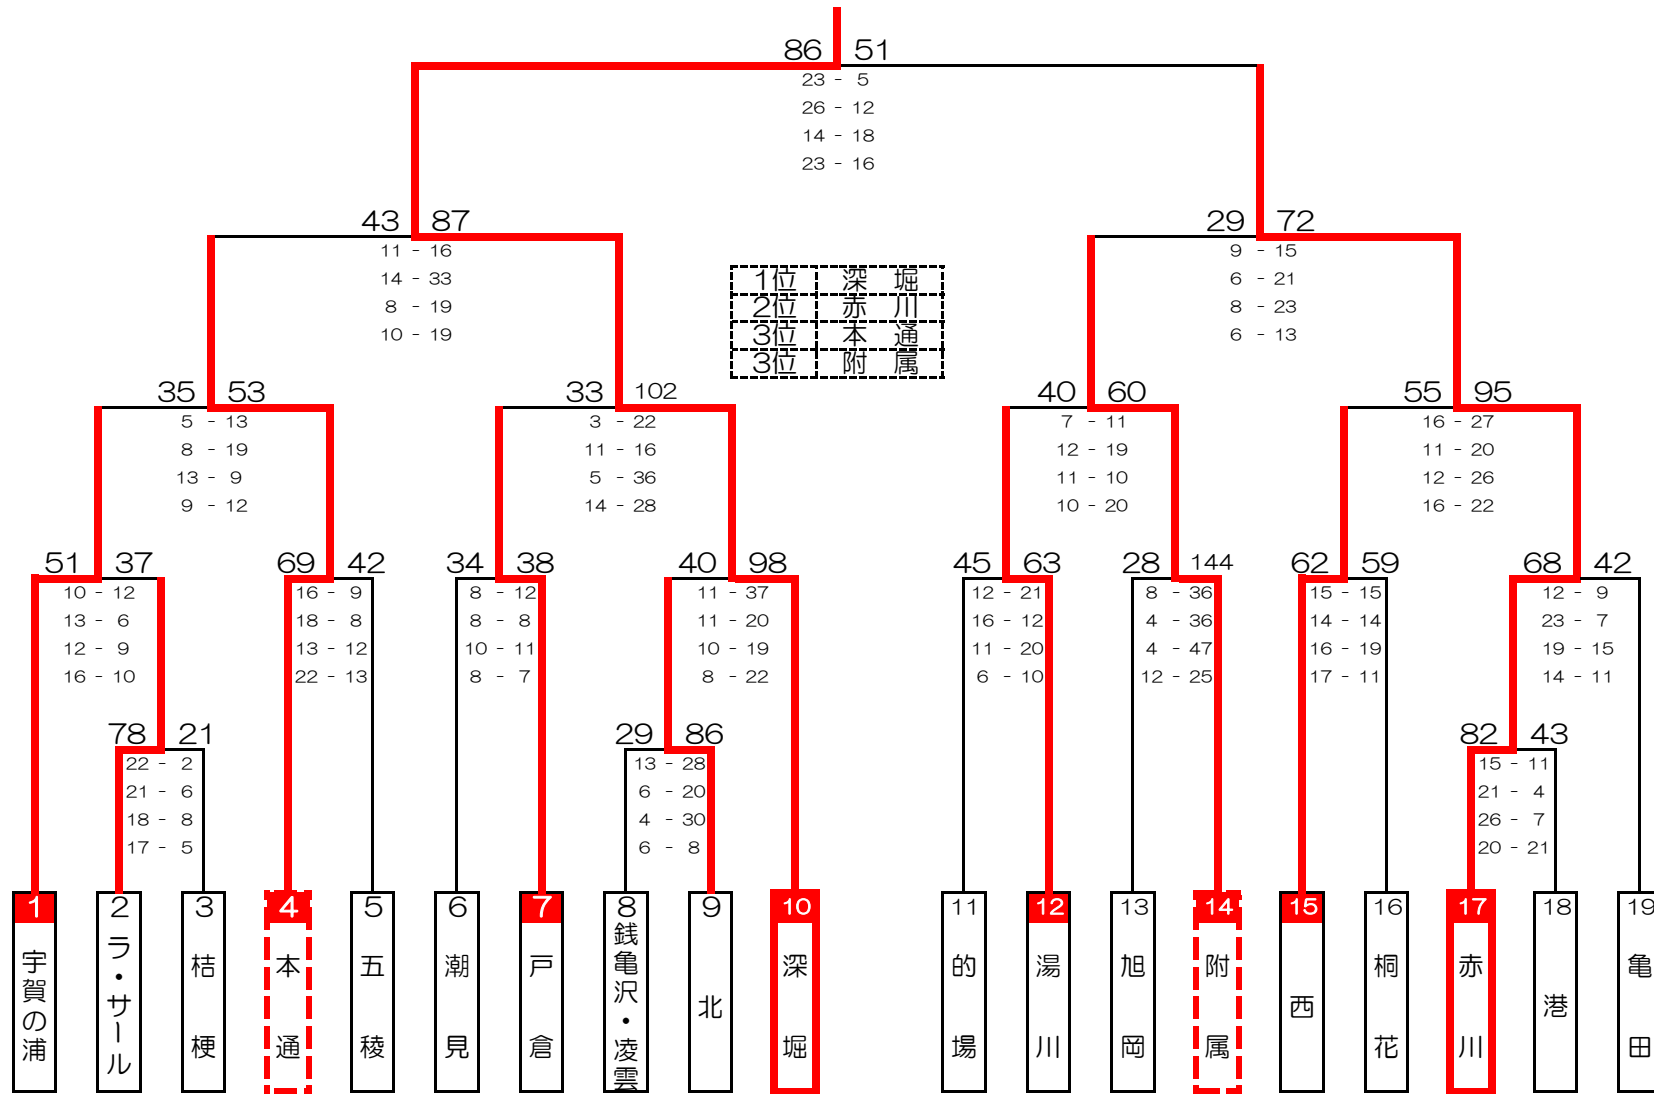 86 51
23 - 5
26 - 12
14 - 18
23 - 16
43 87
11 - 16
14 - 33
8 - 19
10 - 19
29 72
9 - 15
6 - 21
8 - 23
6 - 13
1位 深 堀
2位 赤 川
3位 本 通
3位 附 属
35 53
5 - 13
8 - 19
13 - 9
9 - 12
33 102
3 - 22
11 - 16
5 - 36
14 - 28
40 60
7 - 11
12 - 19
11 - 10
10 - 20
55 95
16 - 27
11 - 20
12 - 26
16 - 22
51 37
10 - 12
13 - 6
12 - 9
16 - 10
69 42
16 - 9
18 - 8
13 - 12
22 - 13
34 38
8 - 12
8 - 8
10 - 11
8 - 7
40 98
11 - 37
11 - 20
10 - 19
8 - 22
45 63
12 - 21
16 - 12
11 - 20
6 - 10
28 144
8 - 36
4 - 36
4 - 47
12 - 25
62 59
15 - 15
14 - 14
16 - 19
17 - 11
68 42
12 - 9
23 - 7
19 - 15
14 - 11
78 21
22 - 2
21 - 6
18 - 8
17 - 5
29 86
13 - 28
6 - 20
4 - 30
6 - 8
82 43
15 - 11
21 - 4
26 - 7
20 - 21
1 宇賀の浦
2 ラ・サール
3 桔梗
4 本通
5 五稜
6 潮見
7 戸倉
8 銭亀沢・凌雲
9 北
10 深堀
11 的場
12 湯川
13 旭岡
14 附属
15 西
16 桐花
17 赤川
18 港
19 亀田